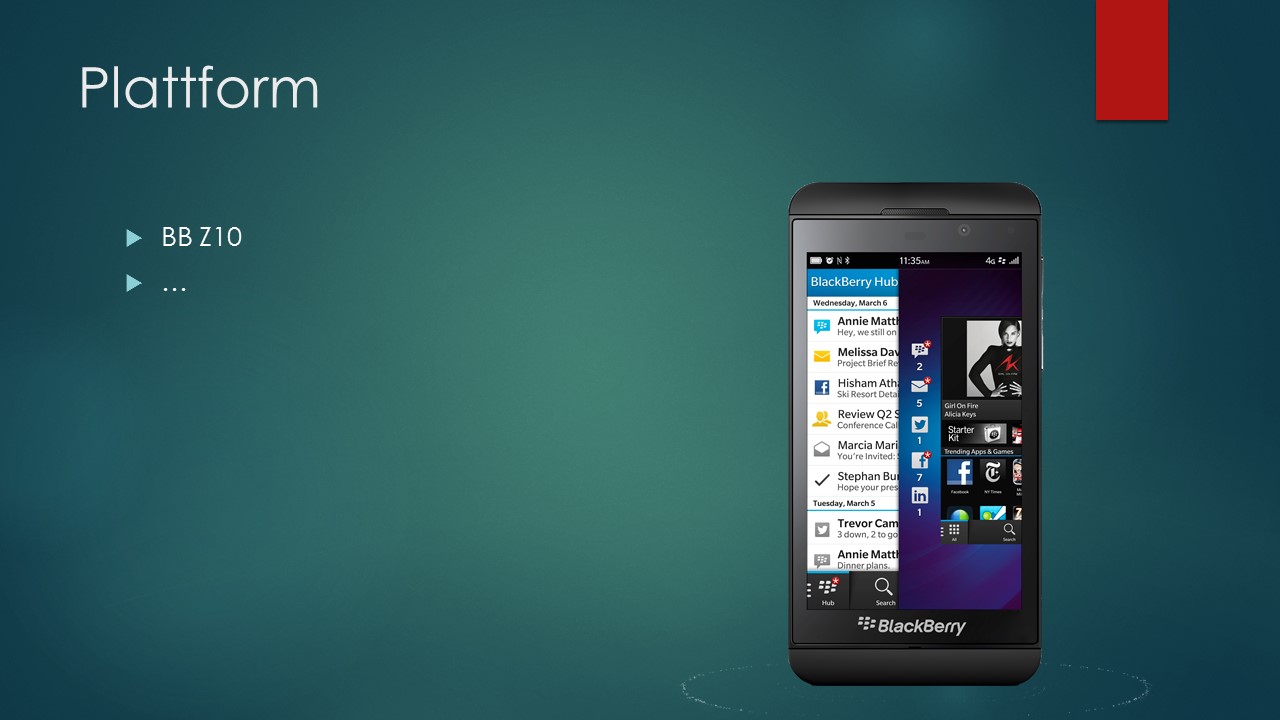 Plattform
BB Z10
...
11:35AM
4G
BlackBerry Hub
Wednesday, March 6
Annie Matth
Hey, we still on
Melissa Dav
Project Brief Re
Hisham Atha
Ski Resort Detai
Review Q2 S
Conference Cal
Marcia Mari
You're Invited:
Stephan Bu
Hope your pres
Tuesday, March 5
Trevor Cam
3 down, 2 to go
Annie Matth
Dinner plans.
Hub
Search
2
5
1
7
1
Girl On Fire
Alicia Keys
Starter
Kit
Trending Apps & Games
Facebook
NY Times
All
Search
BlackBerry